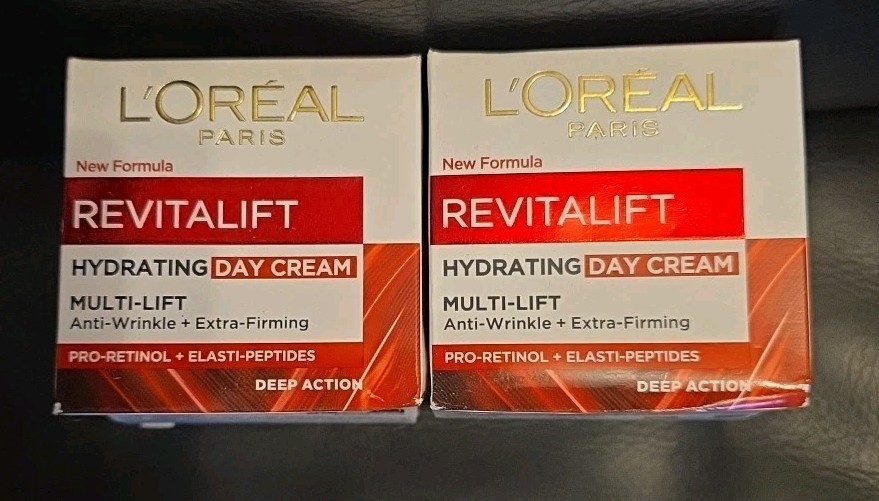 L'ORÉAL
PARIS
New Formula
REVITALIFT
HYDRATING DAY CREAM
MULTI-LIFT
Anti-Wrinkle + Extra-Firming
PRO-RETINOL + ELASTI-PEPTIDES
DEEP ACTION
L'ORÉAL
PARIS
New Formula
REVITALIFT
HYDRATING DAY CREAM
MULTI-LIFT
Anti-Wrinkle + Extra-Firming
PRO-RETINOL + ELASTI-PEPTIDES
DEEP ACTION